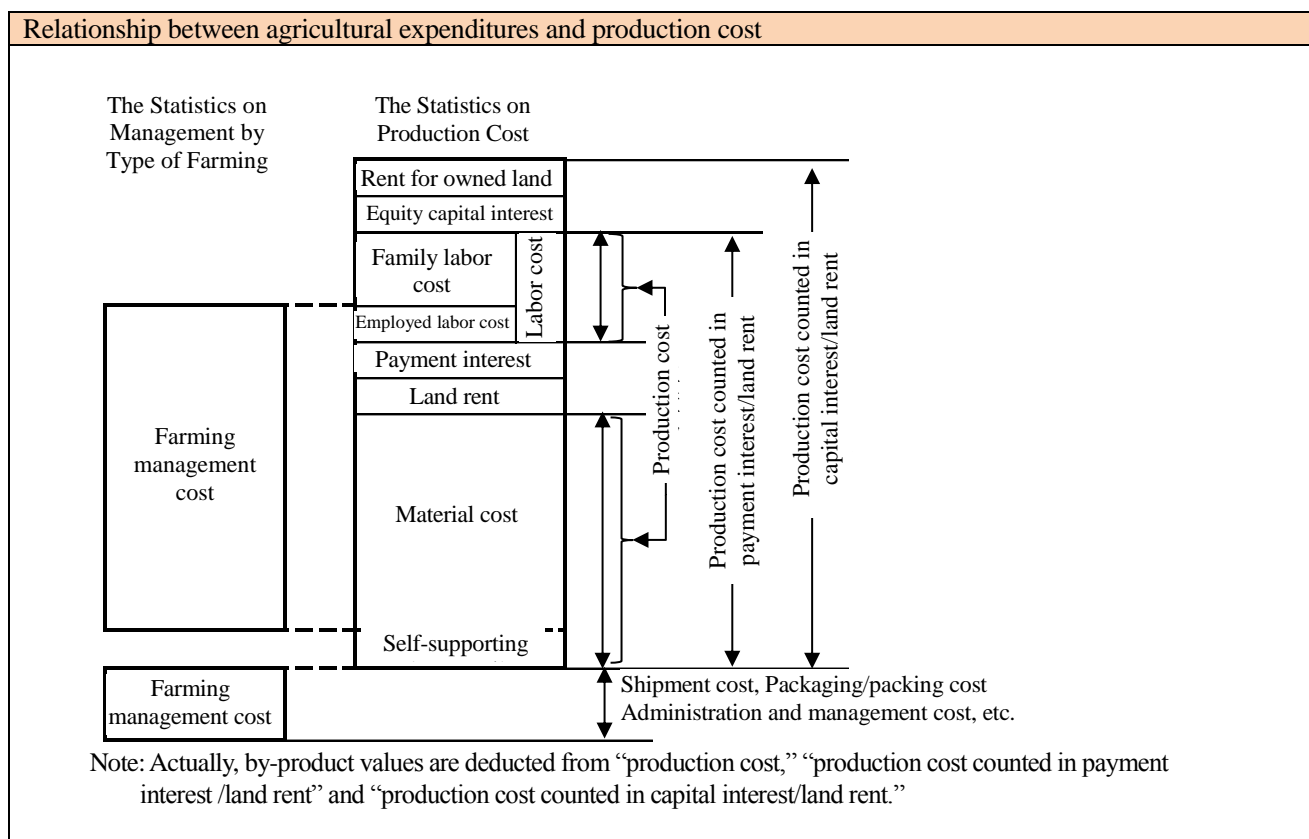 Relationship between agricultural expenditures and production cost
The Statistics on
Management by
Type of Farming
The Statistics on
Production Cost
Rent for owned land
Equity capital interest
Family labor
cost
Employed labor cost
Labor cost
Payment interest
Land rent
Material cost
Self-supporting
Farming
management
cost
Farming
management cost
Production cost
Production cost counted in
payment interest/land rent
Production cost counted in
capital interest/land rent
Shipment cost, Packaging/packing cost
Administration and management cost, etc.
Note: Actually, by-product values are deducted from “production cost,” “production cost counted in payment
interest /land rent” and “production cost counted in capital interest/land rent.”